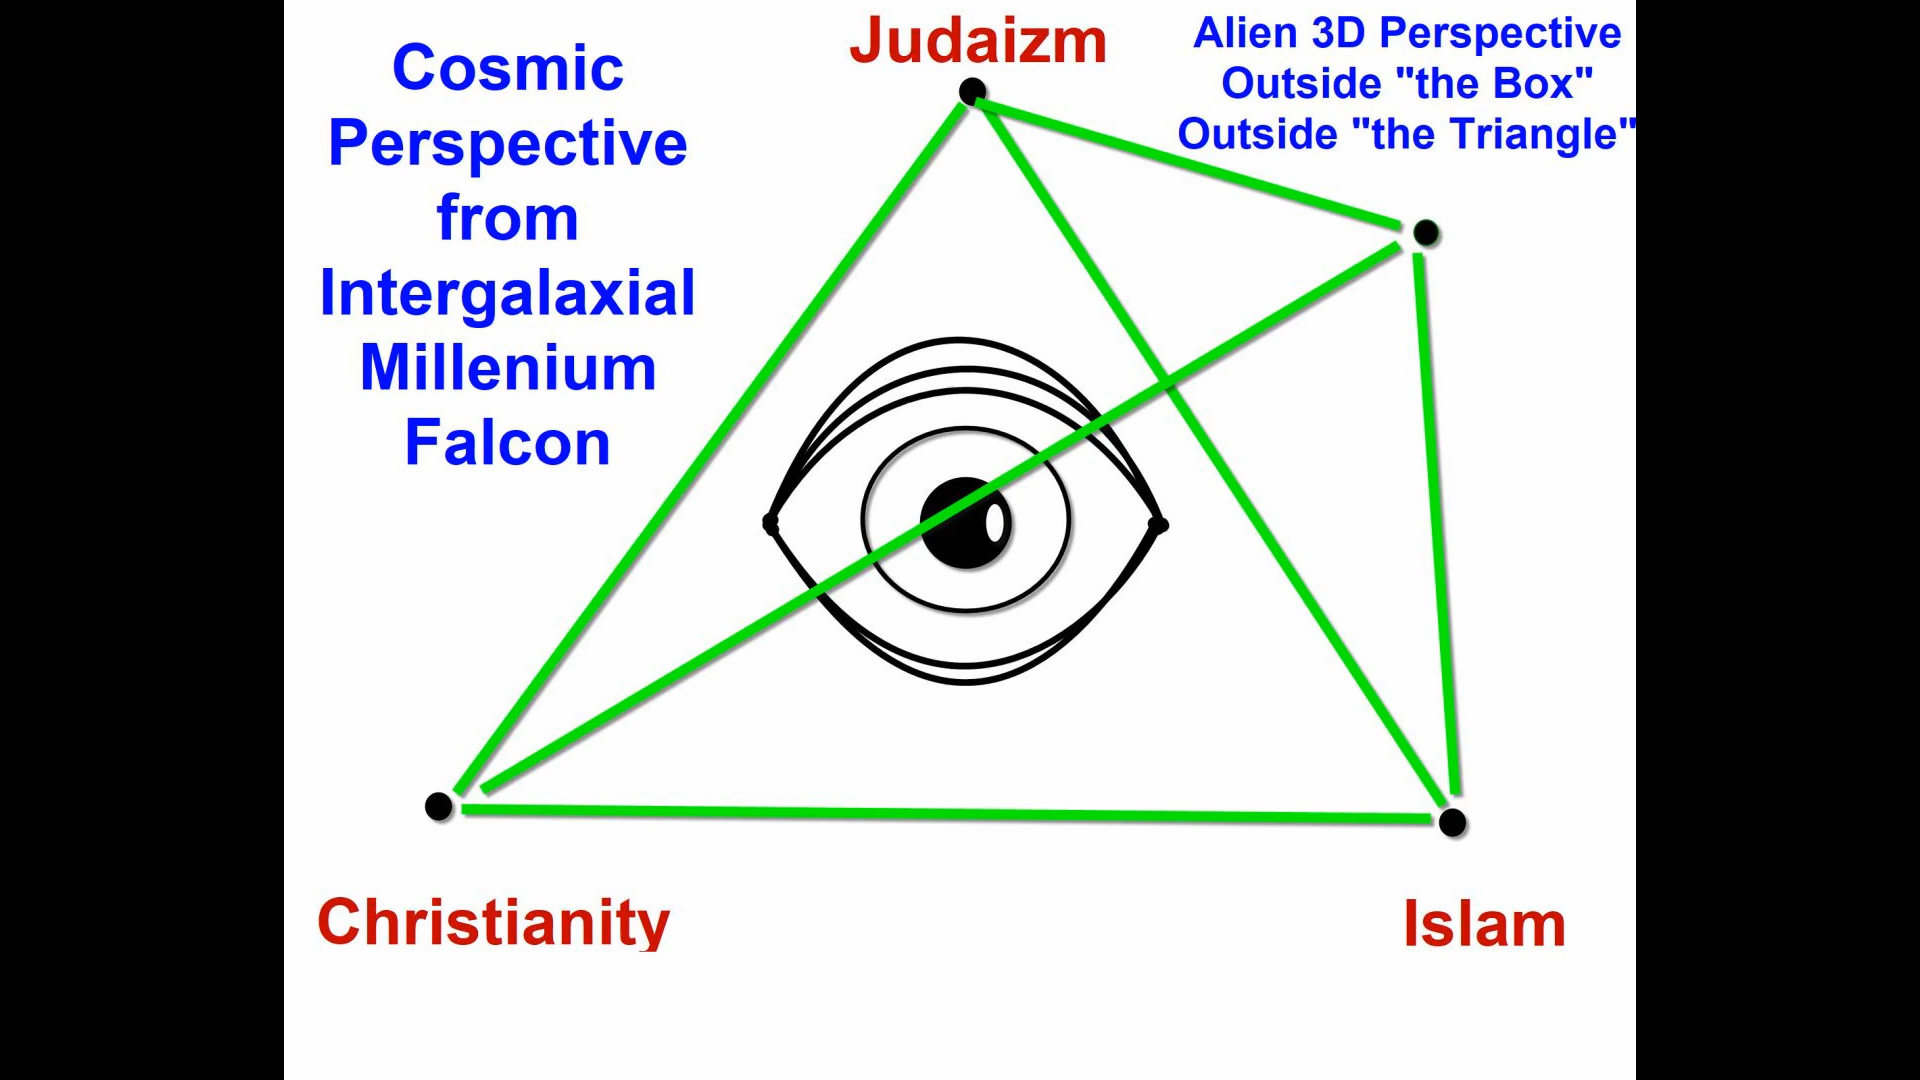 Cosmic
Perspective
from
Intergalaxial
Millenium
Falcon
Judaizm
Alien 3D Perspective
Outside "the Box"
Outside "the Triangle"
Christianity
Islam